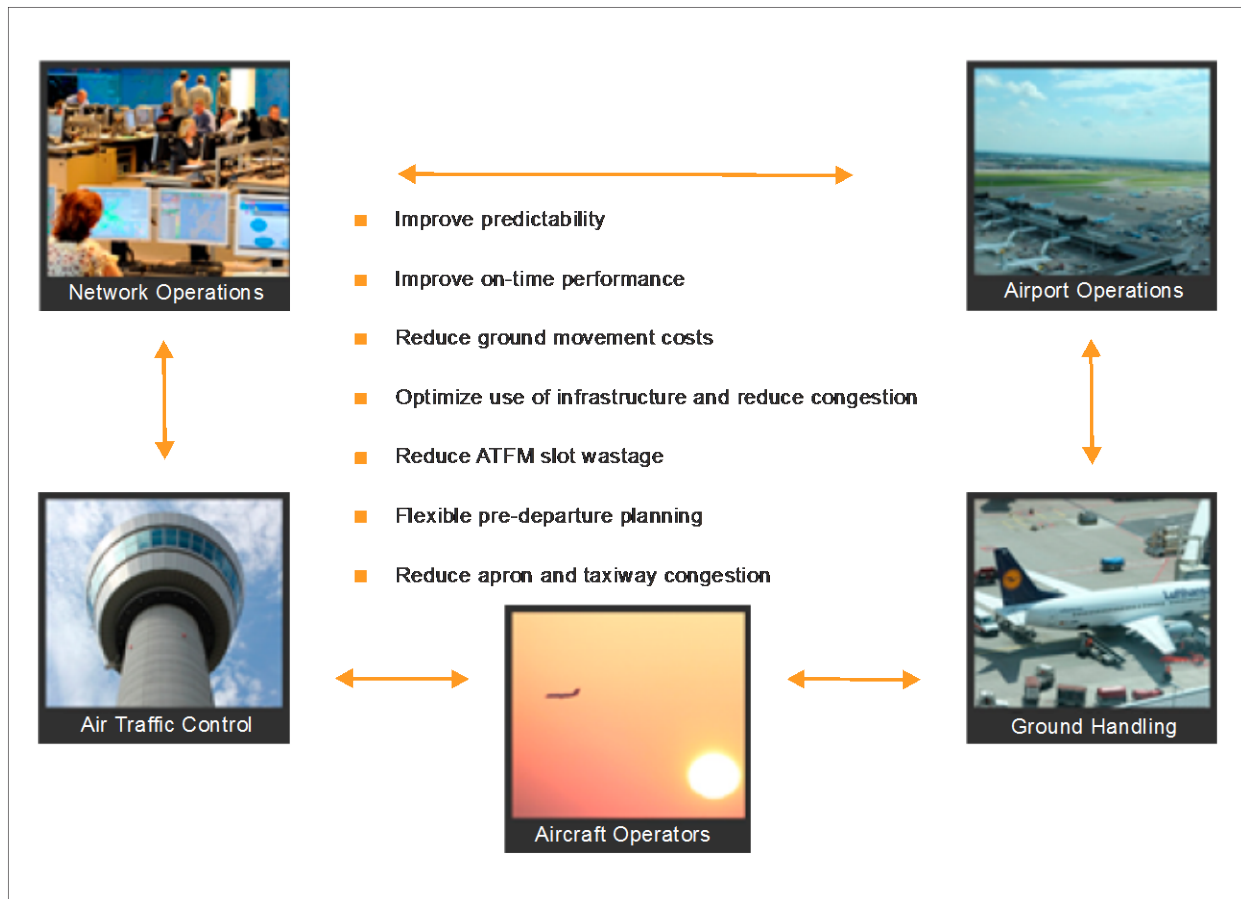 Network Operations
Airport Operations
Improve predictability
Improve on-time performance
Reduce ground movement costs
Optimize use of infrastructure and reduce congestion
Reduce ATFM slot wastage
Flexible pre-departure planning
Reduce apron and taxiway congestion
Lufthansa
Air Traffic Control
Ground Handling
Aircraft Operators